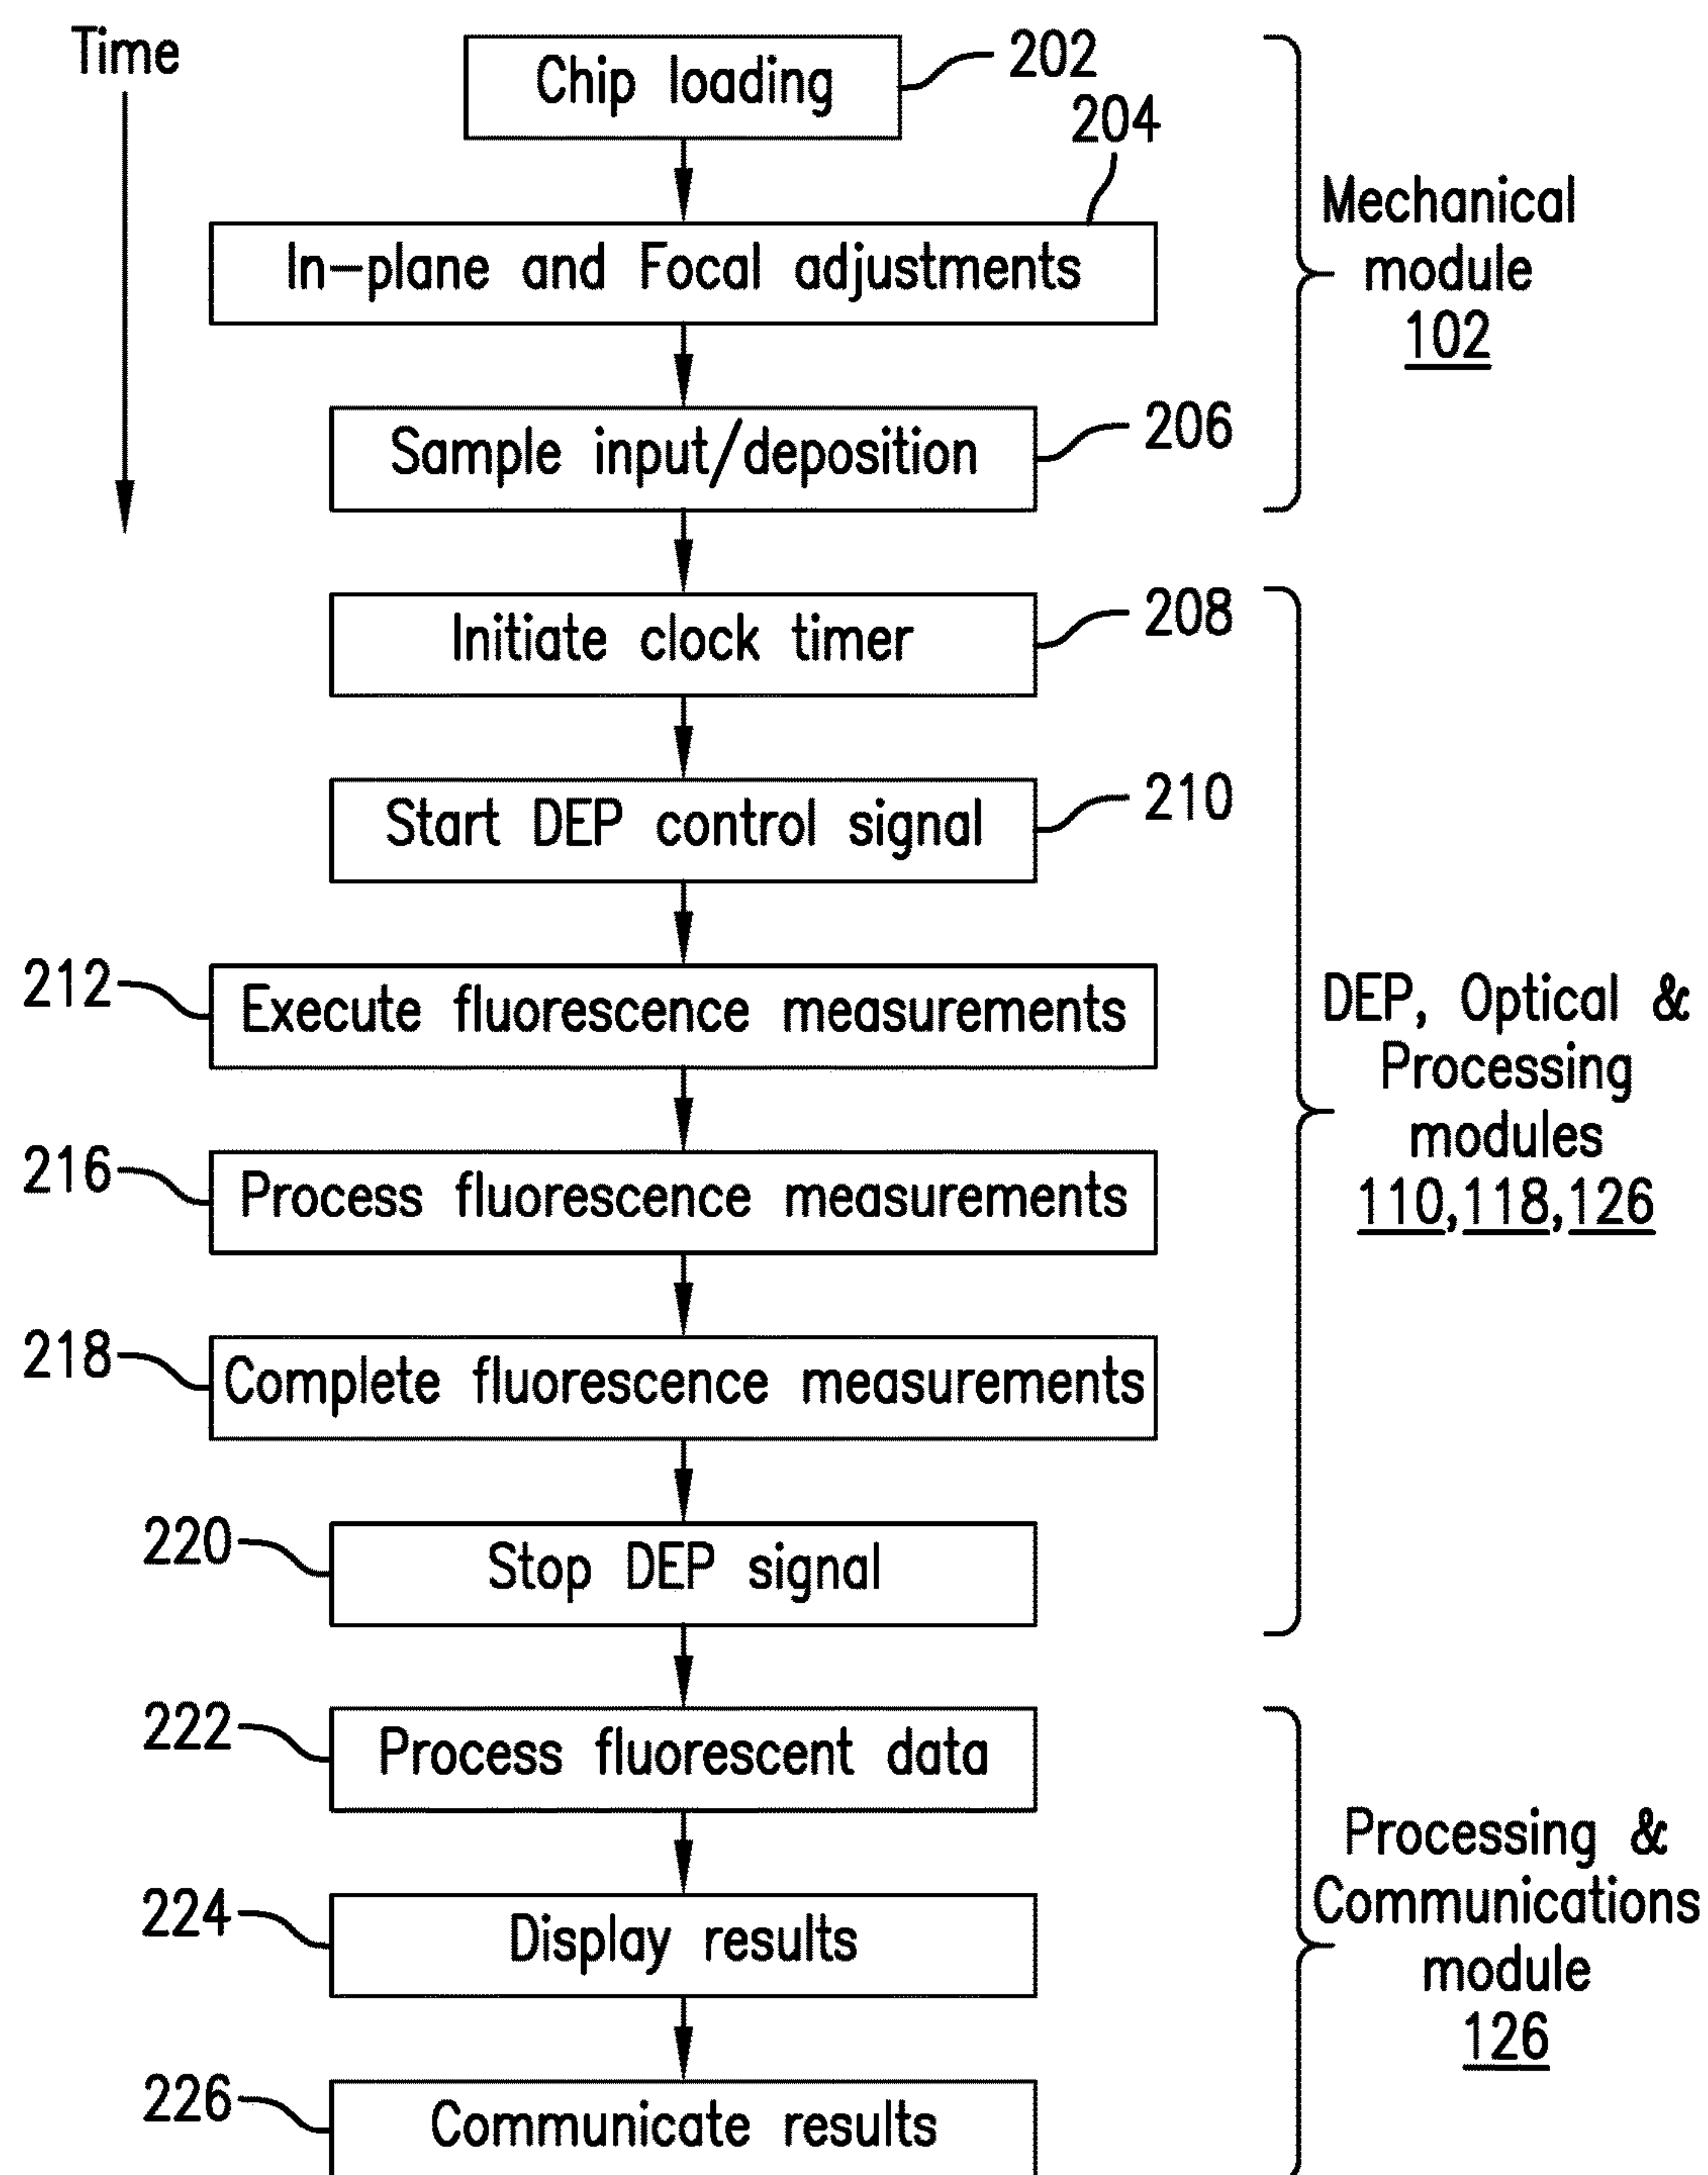 Time
Chip loading
202
204
In-plane and Focal adjustments
Mechanical
module
102
Sample input/deposition
206
Initiate clock timer
208
Start DEP control signal
210
212
Execute fluorescence measurements
DEP, Optical &
Processing
modules
110,118,126
216
Process fluorescence measurements
218
Complete fluorescence measurements
220
Stop DEP signal
222
Process fluorescent data
224
Display results
Processing &
Communications
module
126
226
Communicate results